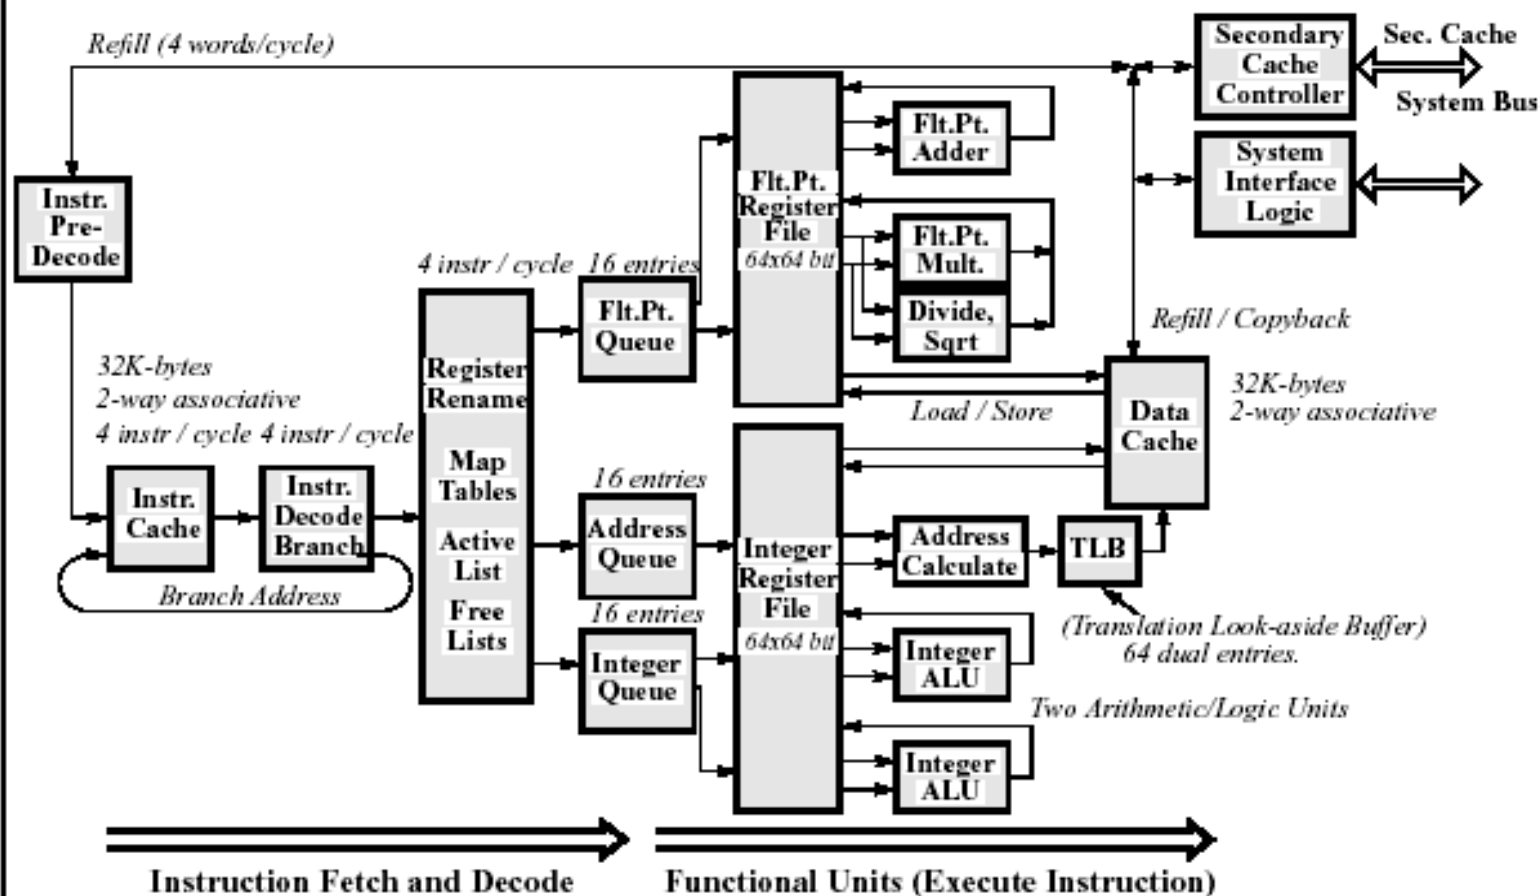 Refill (4 words/cycle)
Secondary
Cache
Controller
Sec. Cache
System Bus
System
Interface
Logic
Instr.
Pre-
Decode
Flt.Pt.
Adder
Flt.Pt.
Register
File
64x64 bit
Flt.Pt.
Mult.
Divide,
Sqrt
4 instr / cycle
16 entries
Flt.Pt.
Queue
Refill / Copyback
32K-bytes
2-way associative
4 instr / cycle
4 instr / cycle
Register
Rename
Map
Tables
Active
List
Free
Lists
Load / Store
Data
Cache
32K-bytes
2-way associative
Instr.
Cache
Instr.
Decode
Branch
Branch Address
16 entries
Address
Queue
16 entries
Integer
Queue
Integer
Register
File
64x64 bit
Address
Calculate
TLB
(Translation Look-aside Buffer)
64 dual entries.
Integer
ALU
Two Arithmetic/Logic Units
Integer
ALU
Instruction Fetch and Decode
Functional Units (Execute Instruction)